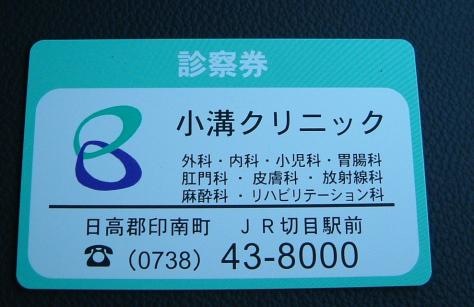 診察券
小溝クリニック
外科・内科・小児科・胃腸科
肛門科・皮膚科・放射線科
麻酔科・リハビリテーション科
日高郡印南町 JR切目駅前
☎ (0738) 43-8000